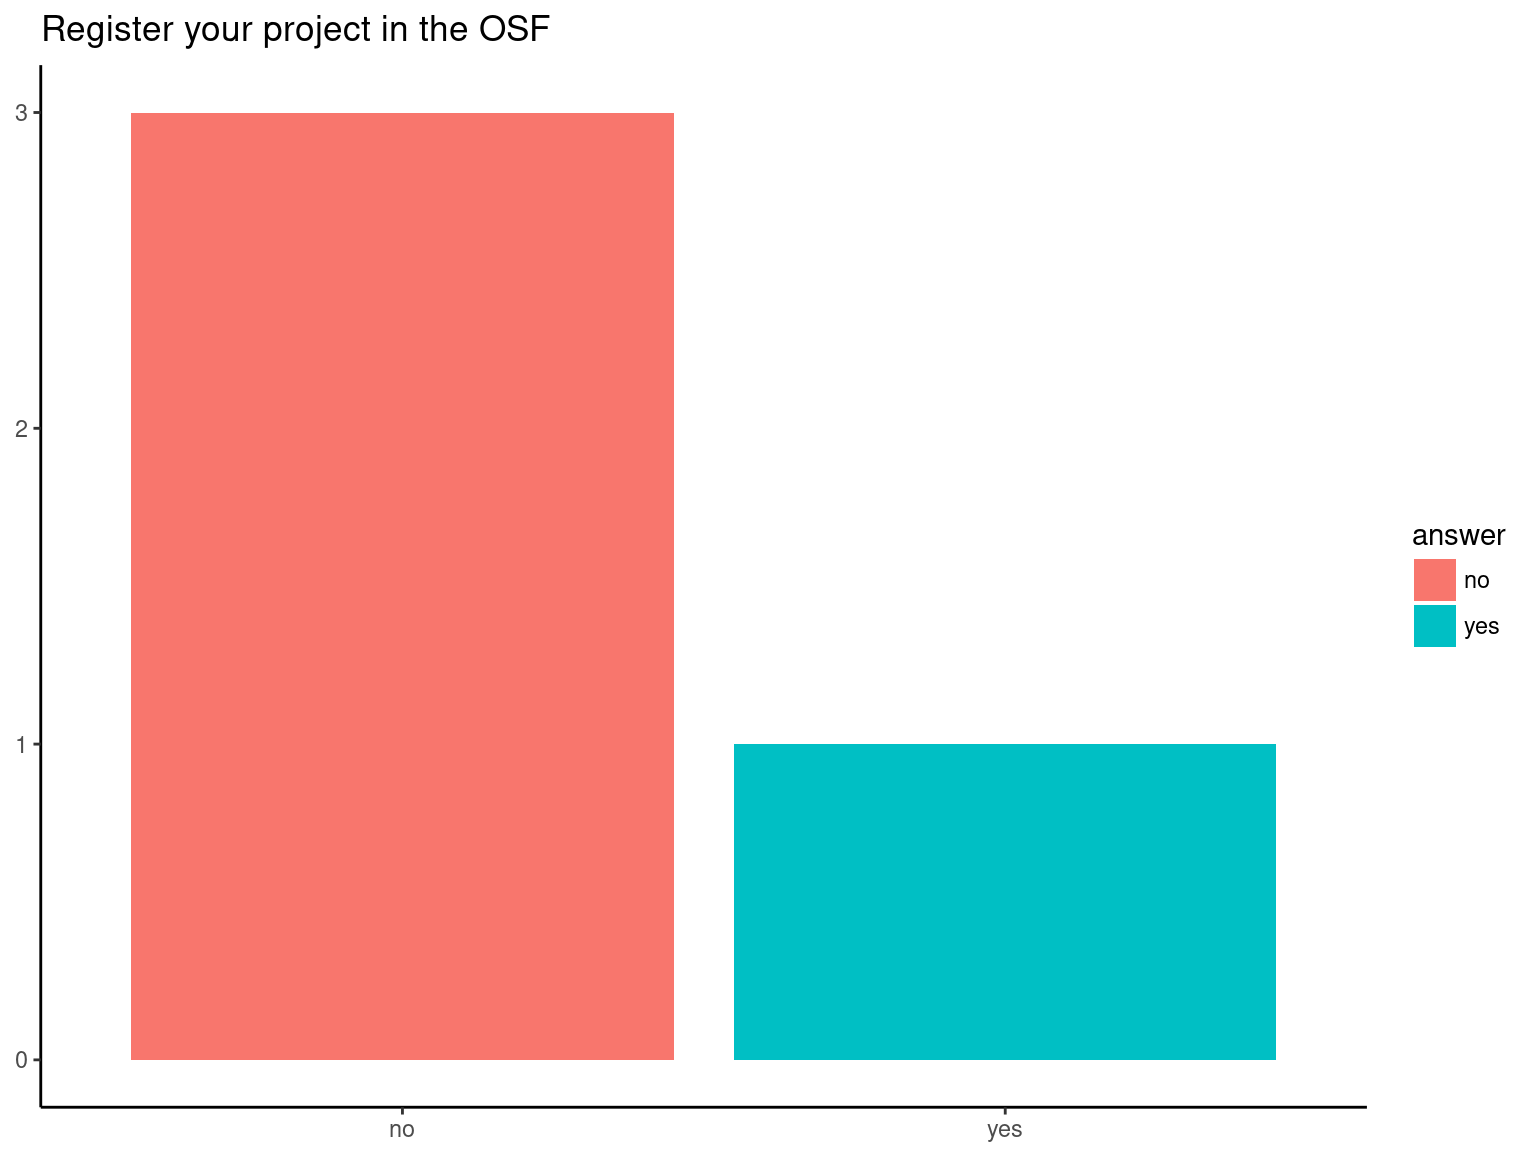 Register your project in the OSF
3
2
1
0
no
yes
answer
no
yes